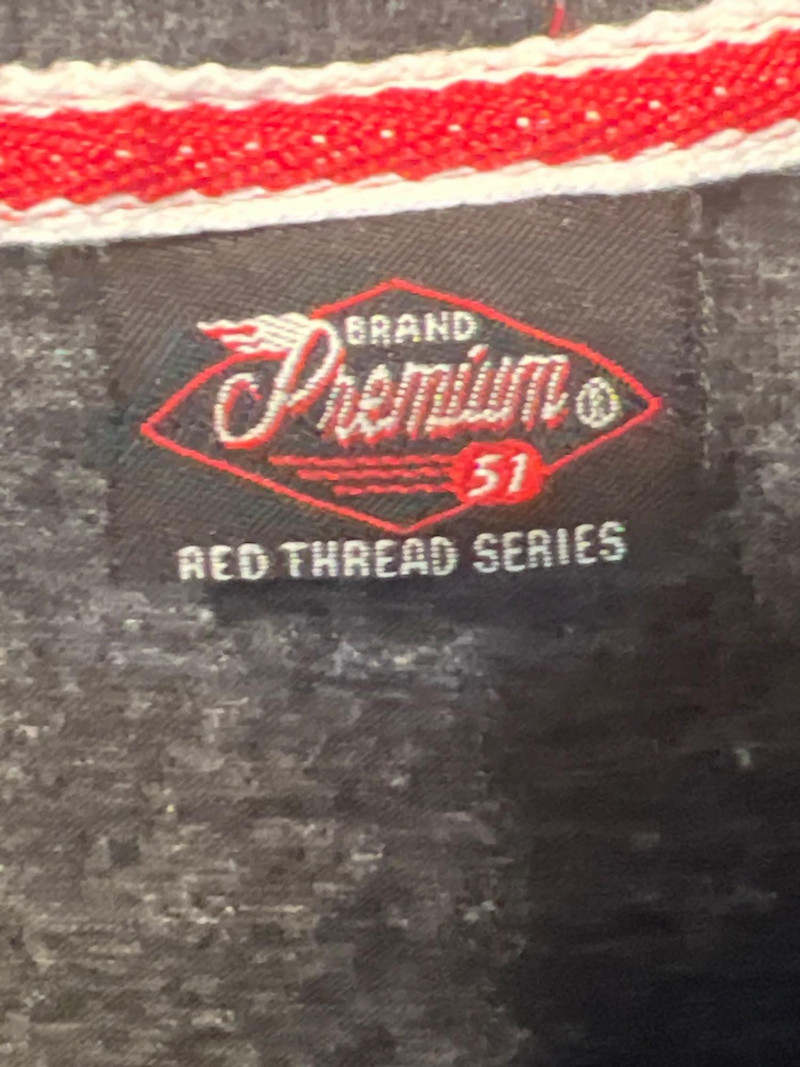 BRAND
Premium ®
51
RED THREAD SERIES